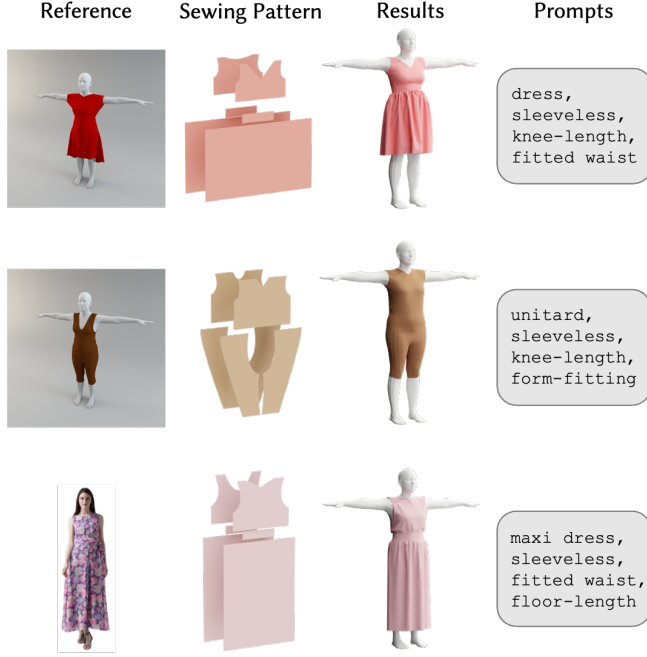 Reference Sewing Pattern Results Prompts
dress,
sleeveless,
knee-length,
fitted waist
unitard,
sleeveless,
knee-length,
form-fitting
maxi dress,
sleeveless,
fitted waist,
floor-length